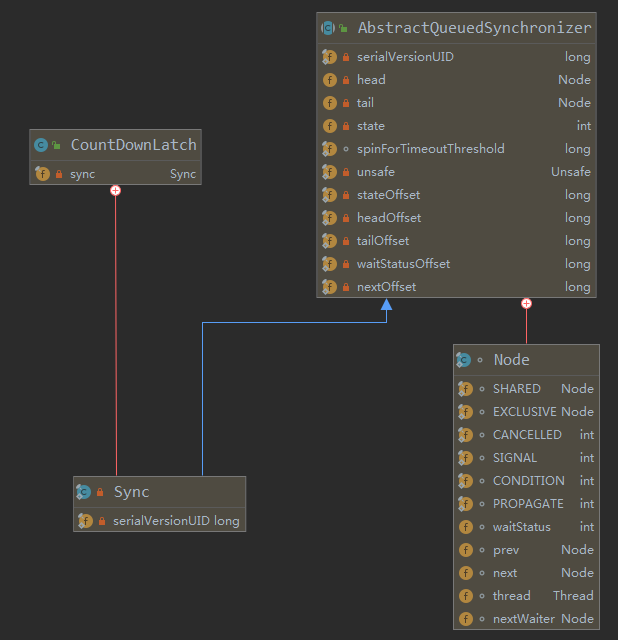 AbstractQueuedSynchronizer
serialVersionUID long
head Node
tail Node
state int
spinForTimeoutThreshold long
unsafe Unsafe
stateOffset long
headOffset long
tailOffset long
waitStatusOffset long
nextOffset long
CountDownLatch
sync Sync
Node
SHARED Node
EXCLUSIVE Node
CANCELLED int
SIGNAL int
CONDITION int
PROPAGATE int
waitStatus int
prev Node
next Node
thread Thread
nextWaiter Node
Sync
serialVersionUID long